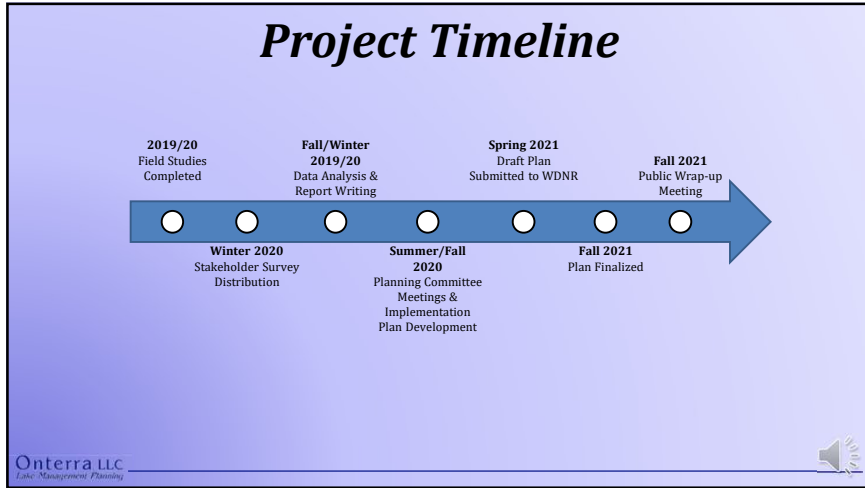 Project Timeline
2019/20
Field Studies
Completed
Winter 2020
Stakeholder Survey
Distribution
Fall/Winter
2019/20
Data Analysis &
Report Writing
Summer/Fall
2020
Planning Committee
Meetings &
Implementation
Plan Development
Spring 2021
Draft Plan
Submitted to WDNR
Fall 2021
Plan Finalized
Fall 2021
Public Wrap-up
Meeting
Onterra LLC
Lake Management Planning